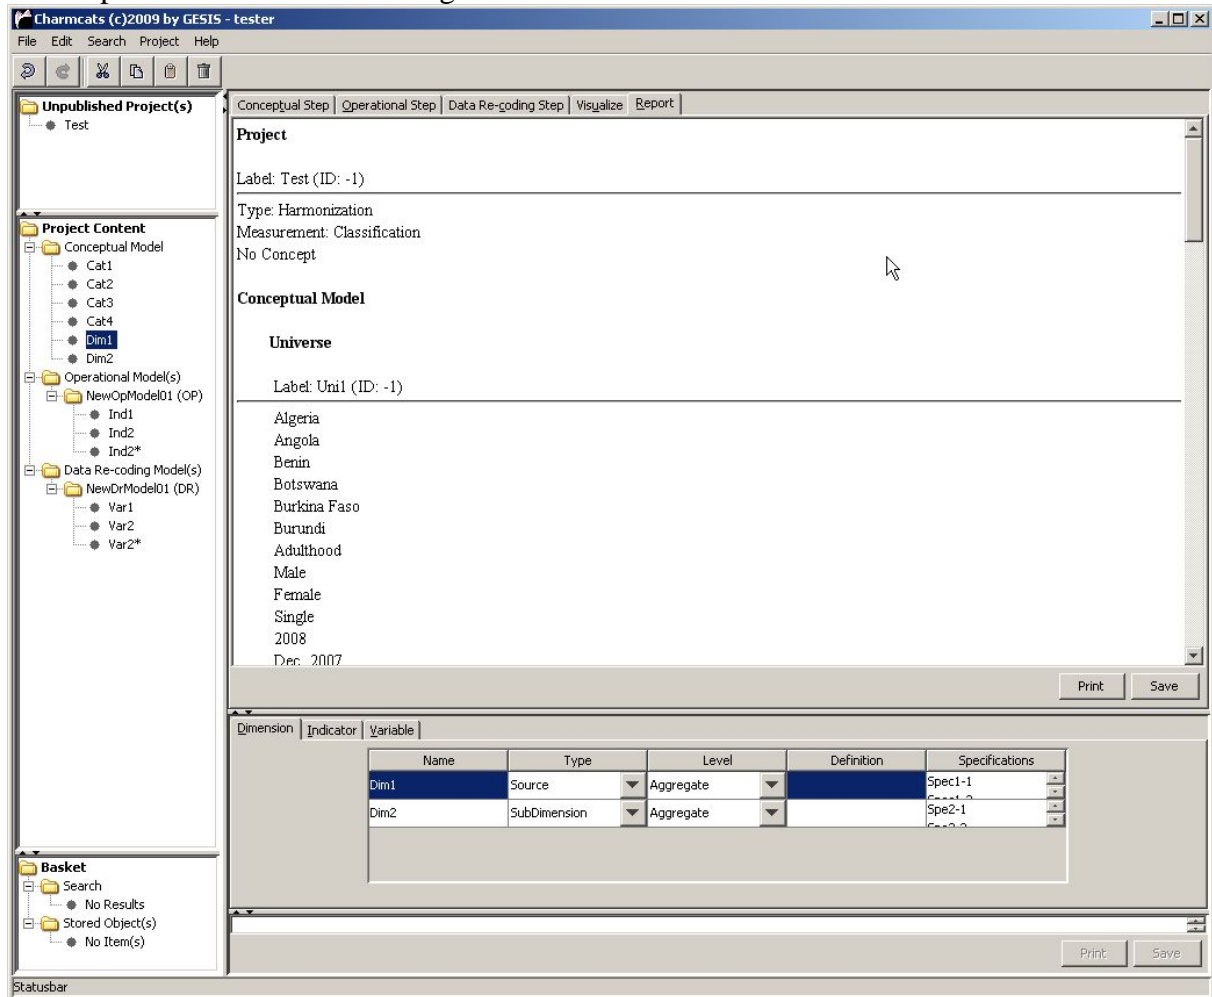 Charmcats (c)2009 by GESIS - tester
File Edit Search Project Help
Unpublished Project(s)
Test
Project Content
Conceptual Model
Cat1
Cat2
Cat3
Cat4
Dim1
Dim2
Operational Model(s)
NewOpModel01 (OP)
Ind1
Ind2
Ind2*
Data Re-coding Model(s)
NewDrModel01 (DR)
Var1
Var2
Var2*
Basket
Search
No Results
Stored Object(s)
No Item(s)
Conceptual Step Operational Step Data Re-coding Step Visualize Report
Project
Label: Test (ID: -1)
Type: Harmonization
Measurement: Classification
No Concept
Conceptual Model
Universe
Label: Uni1 (ID: -1)
Algeria
Angola
Benin
Botswana
Burkina Faso
Burundi
Adulthood
Male
Female
Single
2008
Dec. 2007
Print Save
Dimension Indicator Variable
Name Type Level Definition Specifications
Dim1 Source Aggregate Spec1-1
Dim2 SubDimension Aggregate Spe2-1
Print Save
Statusbar